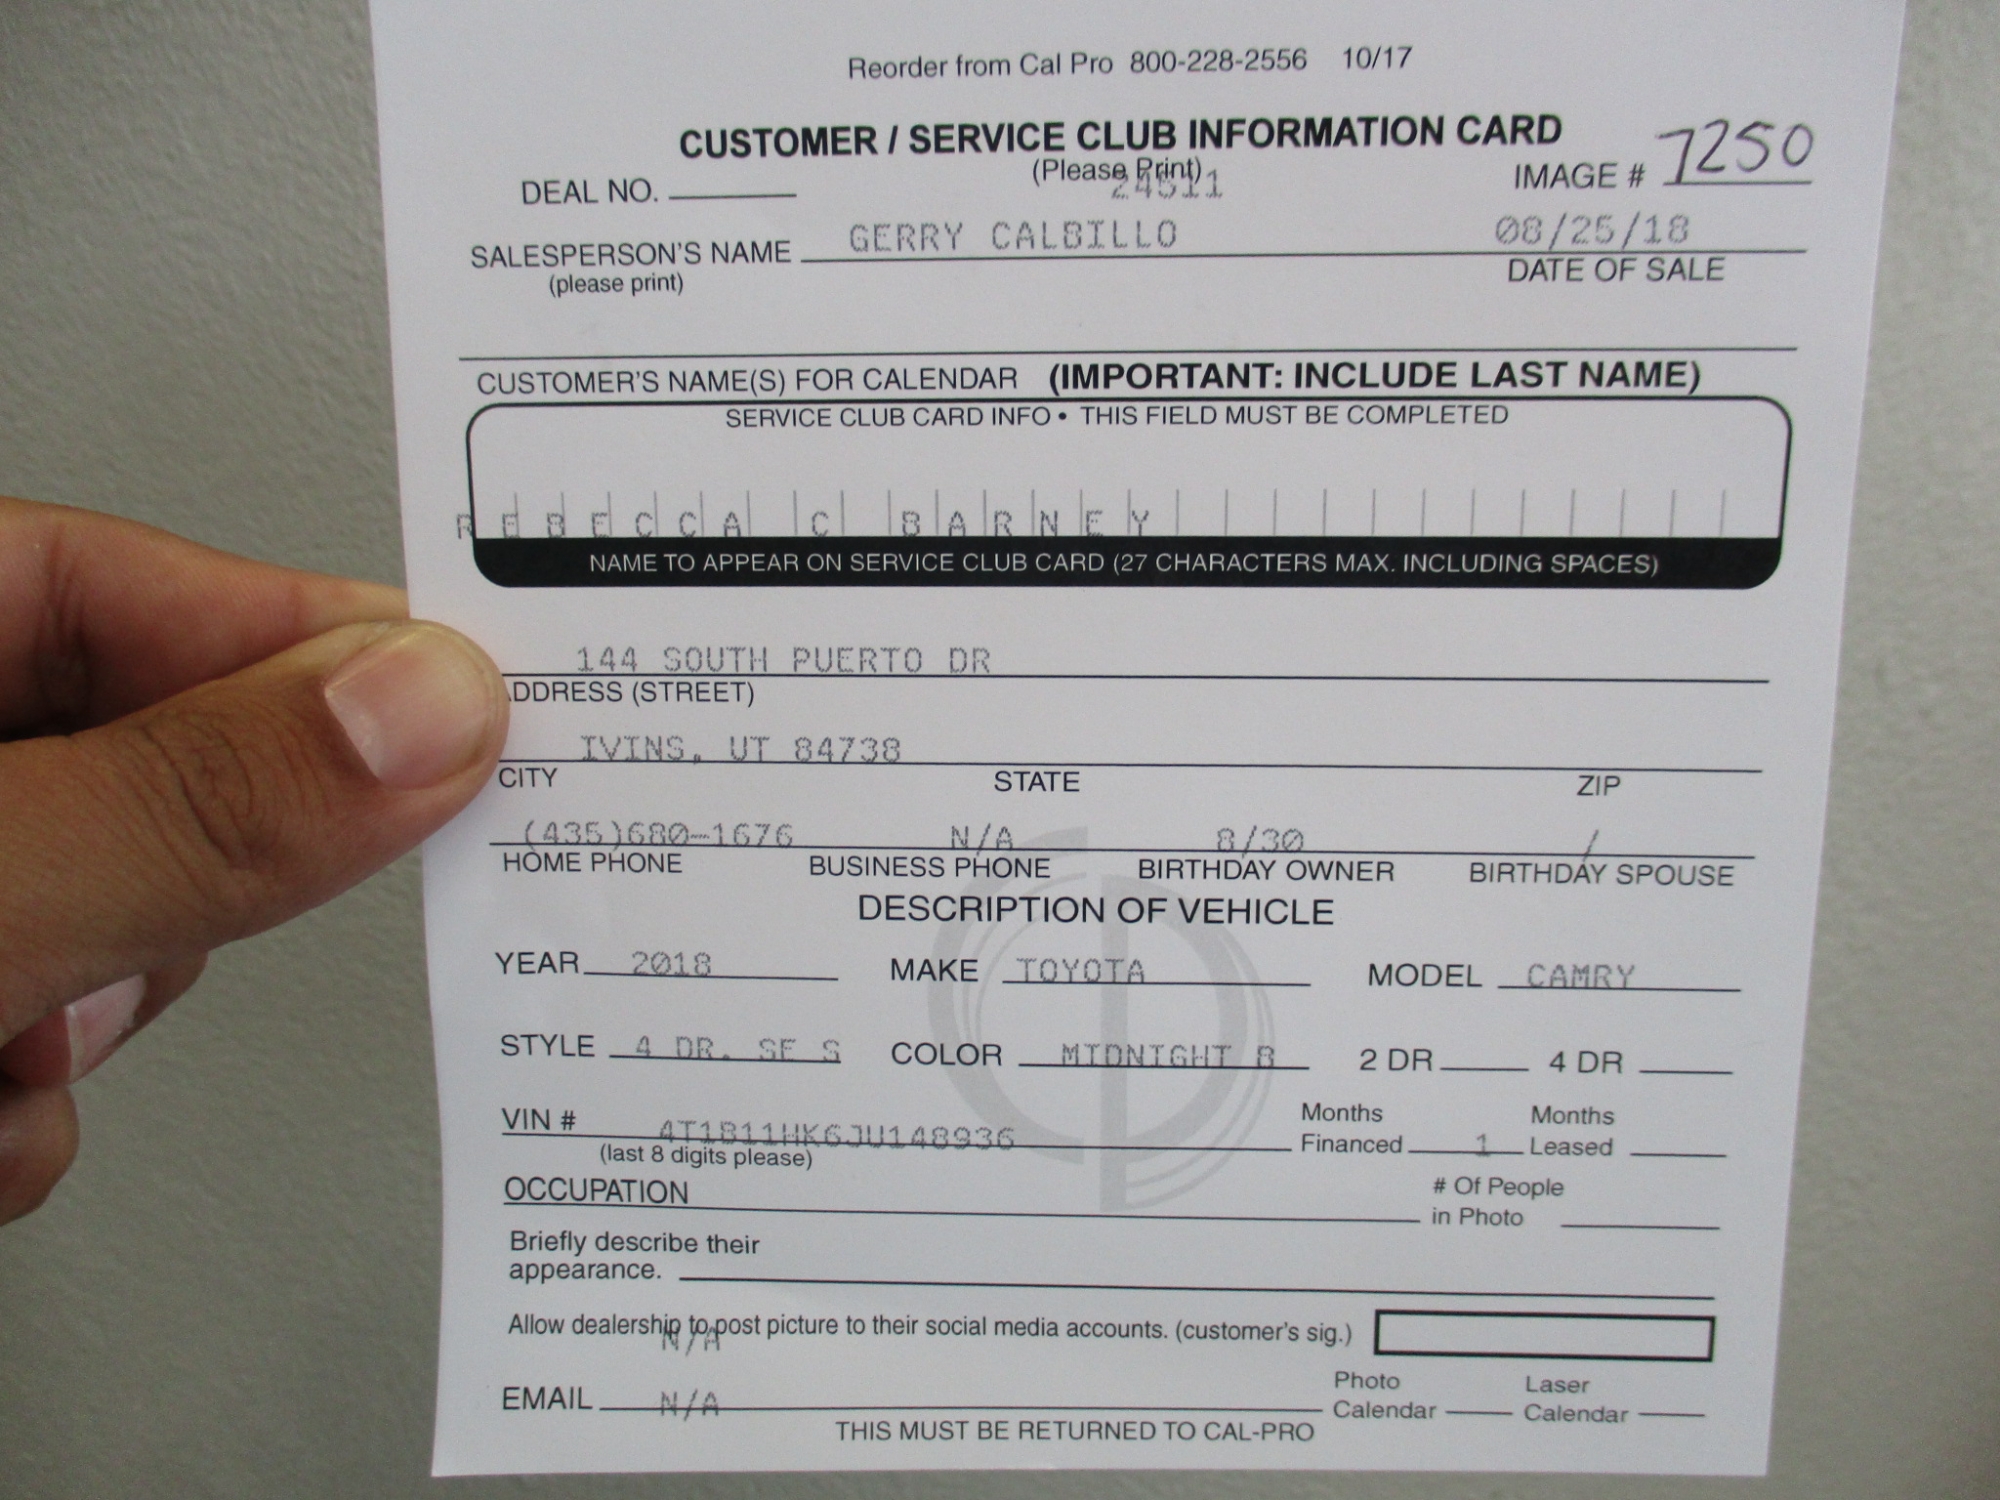 Reorder from Cal Pro 800-228-2556 10/17
CUSTOMER / SERVICE CLUB INFORMATION CARD
(Please Print)
IMAGE # 7250
DEAL NO. 24511
SALESPERSON'S NAME GERRY CALBILLO 08/25/18
(please print) DATE OF SALE
CUSTOMER'S NAME(S) FOR CALENDAR (IMPORTANT: INCLUDE LAST NAME)
SERVICE CLUB CARD INFO • THIS FIELD MUST BE COMPLETED
REBECCA C BARNEY
NAME TO APPEAR ON SERVICE CLUB CARD (27 CHARACTERS MAX. INCLUDING SPACES)
144 SOUTH PUERTO DR
DDRESS (STREET)
IVINS, UT 84738
CITY STATE ZIP
(435)680-1676 N/A 8/30 /
HOME PHONE BUSINESS PHONE BIRTHDAY OWNER BIRTHDAY SPOUSE
DESCRIPTION OF VEHICLE
YEAR 2018 MAKE TOYOTA MODEL CAMRY
STYLE 4 DR. SE S COLOR MIDNIGHT B 2 DR 4 DR
VIN # 4T1B11HK6JU148936 Months Financed 1 Months Leased
(last 8 digits please)
OCCUPATION # Of People in Photo
Briefly describe their
appearance.
Allow dealership to post picture to their social media accounts. (customer's sig.)
N/A
EMAIL N/A Photo Calendar Laser Calendar
THIS MUST BE RETURNED TO CAL-PRO